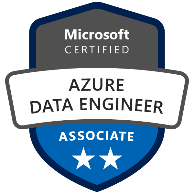 Microsoft
CERTIFIED
AZURE
DATA ENGINEER
ASSOCIATE